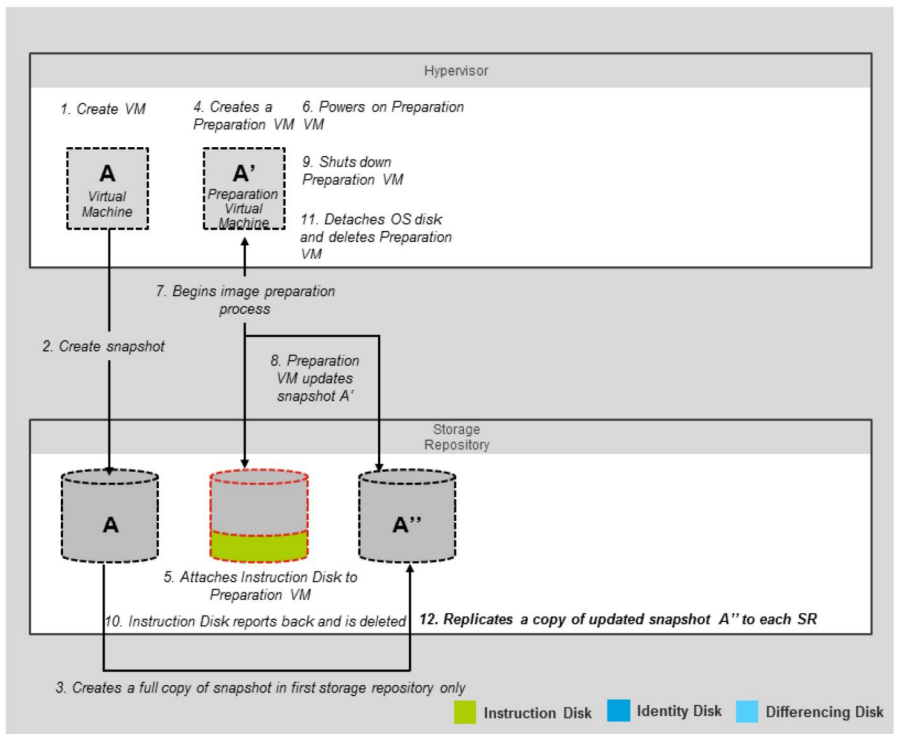 Hypervisor
1. Create VM
4. Creates a
Preparation VM
6. Powers on Preparation
VM
A
Virtual
Machine
A’
Preparation
Virtual
Machine
9. Shuts down
Preparation VM
11. Detaches OS disk
and deletes Preparation
VM
7. Begins image preparation
process
2. Create snapshot
8. Preparation
VM updates
snapshot A’
Storage
Repository
A
A’’
5. Attaches Instruction Disk to
Preparation VM
10. Instruction Disk reports back and is deleted
12. Replicates a copy of updated snapshot A’’ to each SR
3. Creates a full copy of snapshot in first storage repository only
Instruction Disk
Identity Disk
Differencing Disk